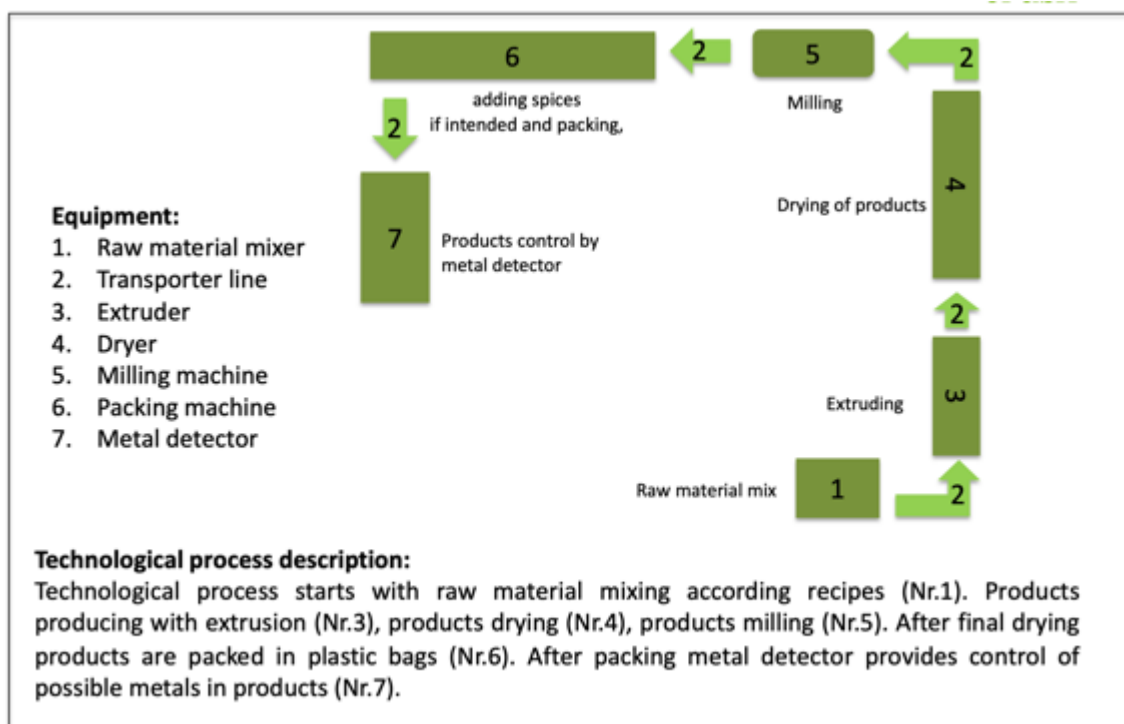 6
2
5
2
adding spices
if intended and packing,
Milling
2
4
Drying of products
Equipment:
1. Raw material mixer
2. Transporter line
3. Extruder
4. Dryer
5. Milling machine
6. Packing machine
7. Metal detector
7
Products control by
metal detector
2
3
Extruding
Raw material mix
1
2
Technological process description:
Technological process starts with raw material mixing according recipes (Nr.1). Products
producing with extrusion (Nr.3), products drying (Nr.4), products milling (Nr.5). After final drying
products are packed in plastic bags (Nr.6). After packing metal detector provides control of
possible metals in products (Nr.7).